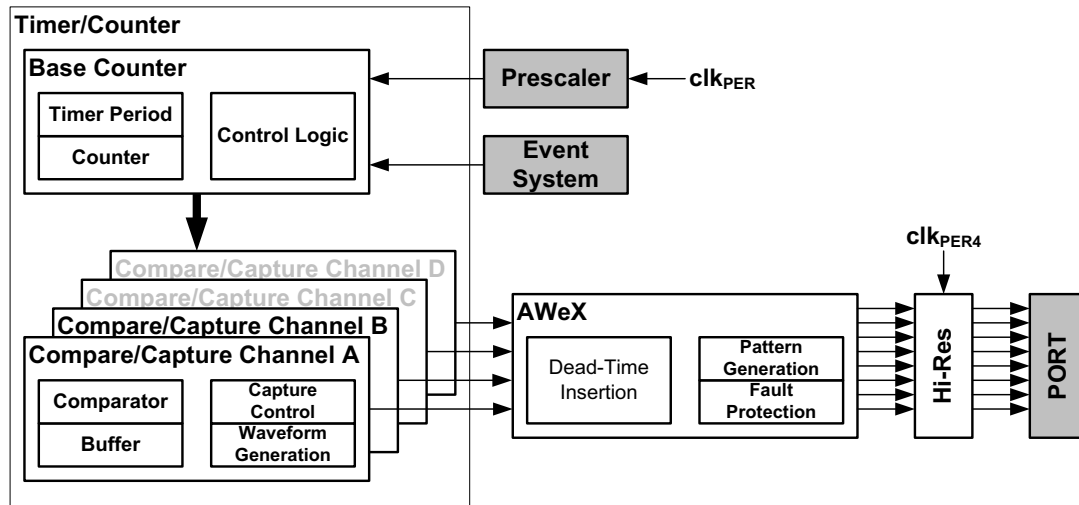 Timer/Counter
Base Counter
Timer Period
Counter
Control Logic
Prescaler
clkPER
Event
System
Compare/Capture Channel D
Compare/Capture Channel C
Compare/Capture Channel B
Compare/Capture Channel A
Comparator
Buffer
Capture
Control
Waveform
Generation
AWeX
Dead-Time
Insertion
Pattern
Generation
Fault
Protection
clkPER4
Hi-Res
PORT